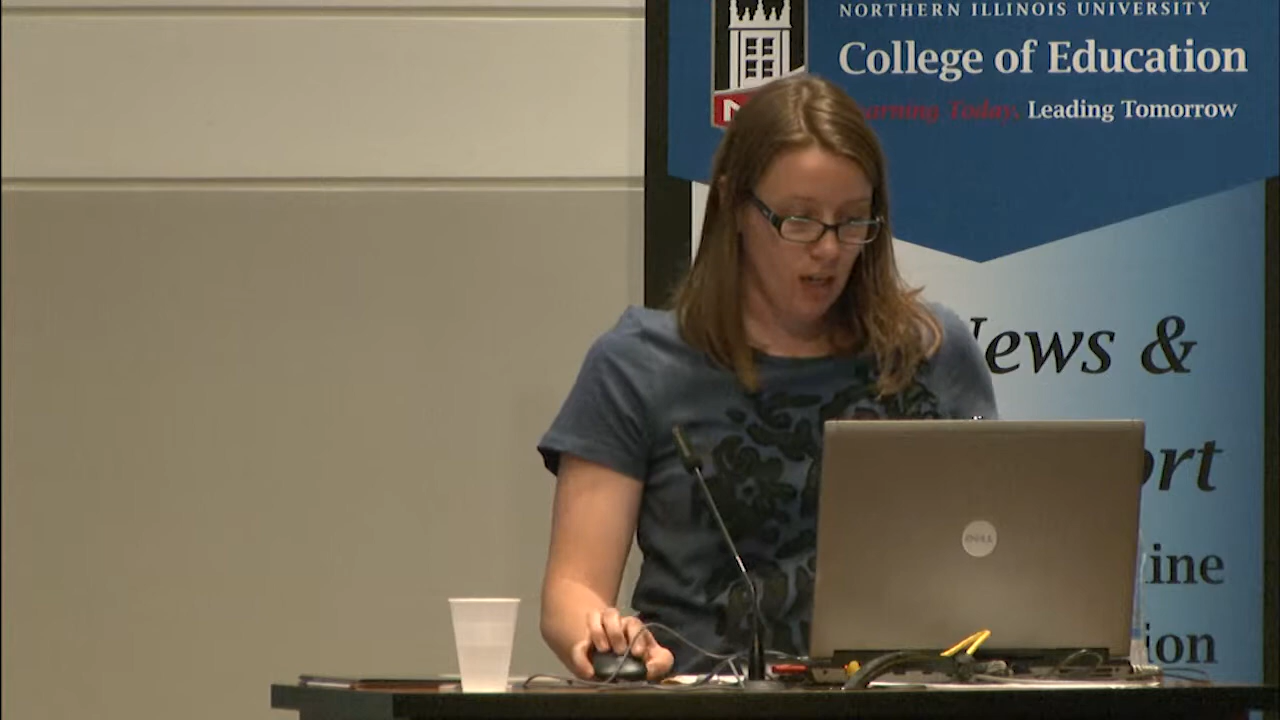 NORTHERN ILLINOIS UNIVERSITY
College of Education
Learning Today. Leading Tomorrow
News &
ort
ine
ion
DELL